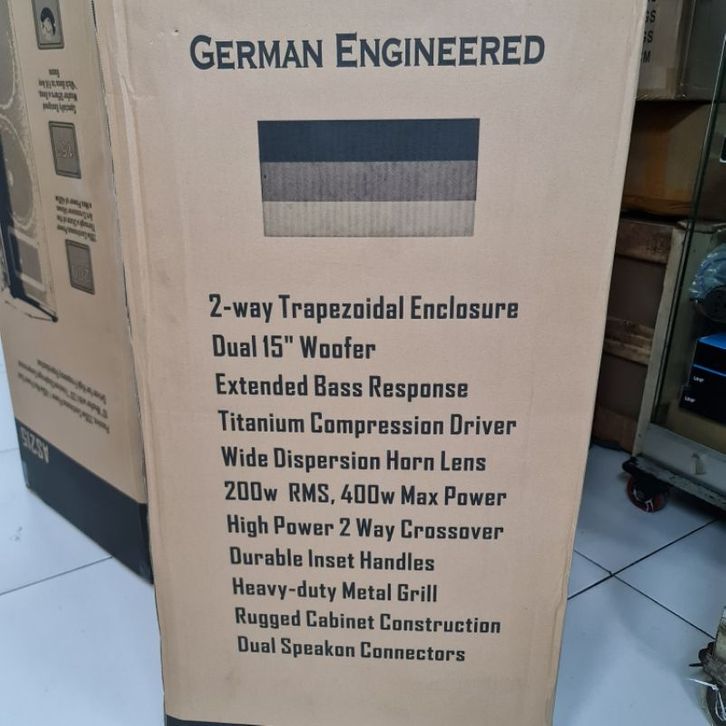 German Engineered
2-way Trapezoidal Enclosure
Dual 15" Woofer
Extended Bass Response
Titanium Compression Driver
Wide Dispersion Horn Lens
200w RMS, 400w Max Power
High Power 2 Way Crossover
Durable Inset Handles
Heavy-duty Metal Grill
Rugged Cabinet Construction
Dual Speakon Connectors
AS215